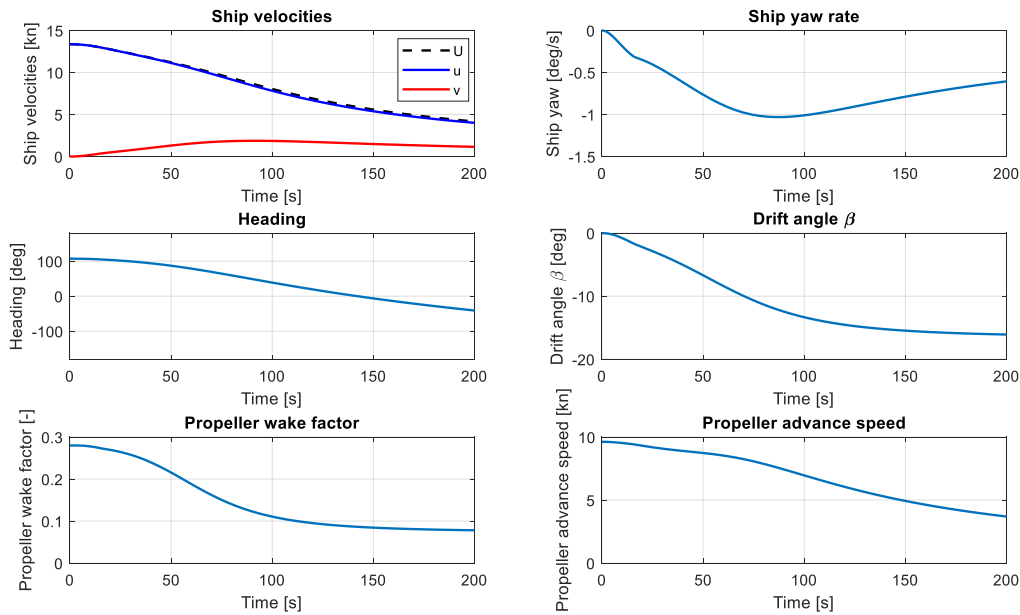 Ship velocities
Ship velocities [kn]
15
10
5
0
U
u
v
0 50 100 150 200
Time [s]
Ship yaw rate
Ship yaw [deg/s]
0
-0.5
-1
-1.5
0 50 100 150 200
Time [s]
Heading
Heading [deg]
100
0
-100
0 50 100 150 200
Time [s]
Drift angle β
Drift angle β [deg]
0
-10
-20
0 50 100 150 200
Time [s]
Propeller wake factor
Propeller wake factor [-]
0.3
0.2
0.1
0
0 50 100 150 200
Time [s]
Propeller advance speed
Propeller advance speed [kn]
10
5
0
0 50 100 150 200
Time [s]